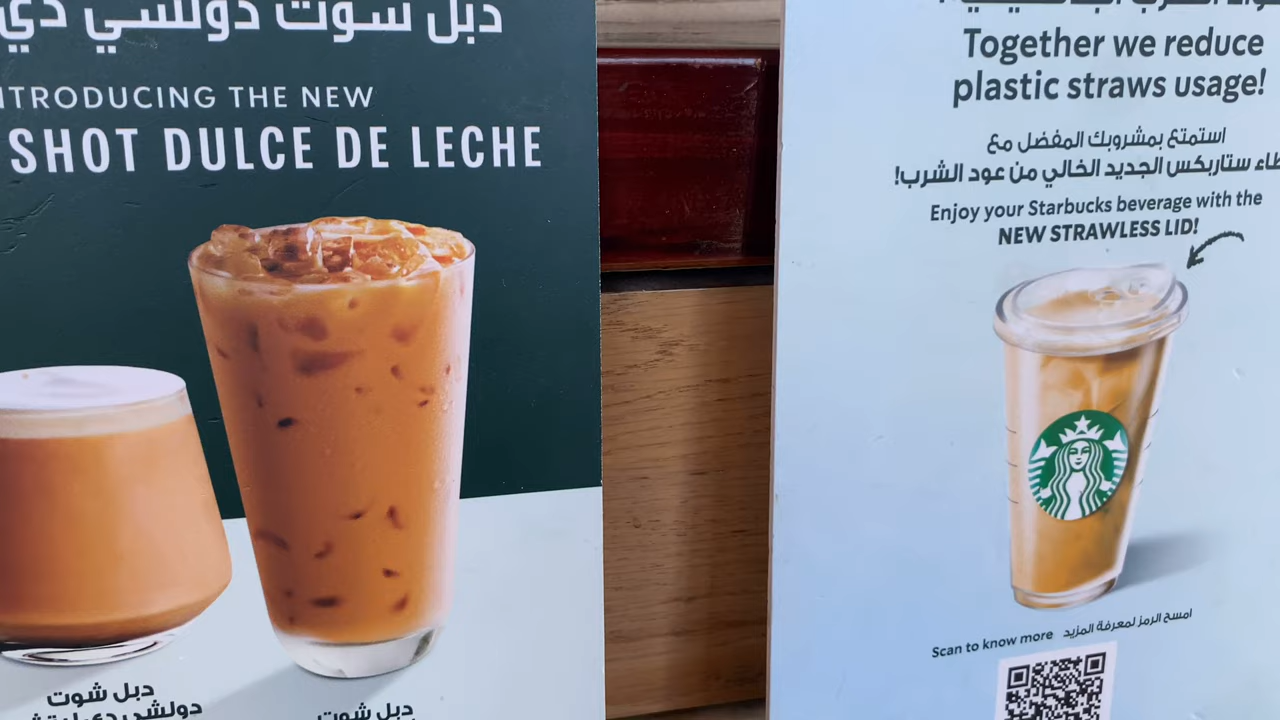 دبل شوت دولسي دي
INTRODUCING THE NEW
SHOT DULCE DE LECHE
دبل شوت
دبل شوت
Together we reduce
plastic straws usage!
استمتع بمشروبك المفضل مع
غطاء ستاربكس الجديد الخالي من عود الشرب!
Enjoy your Starbucks beverage with the
NEW STRAWLESS LID!
Scan to know more امسح الرمز لمعرفة المزيد